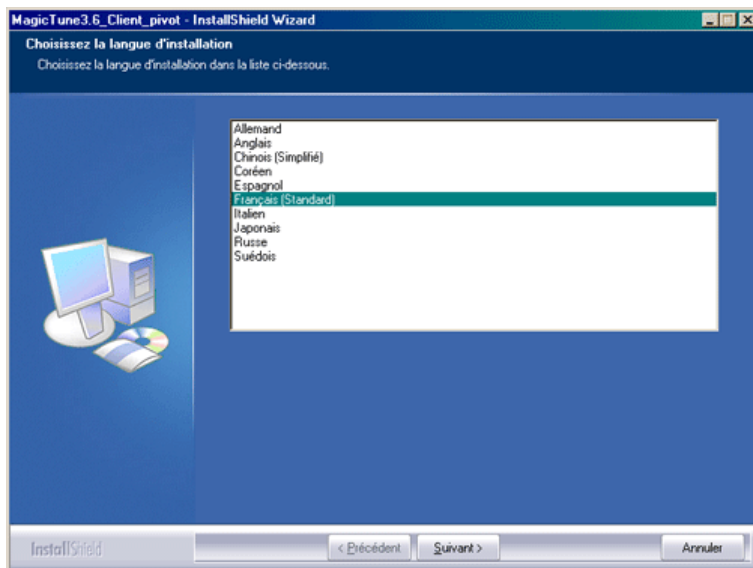 MagicTune3.6_Client_pivot - InstallShield Wizard
Choisissez la langue d'installation
Choisissez la langue d'installation dans la liste ci-dessous.
Allemand
Anglais
Chinois (Simplifié)
Coréen
Espagnol
Français (Standard)
Italien
Japonais
Russe
Suédois
InstallShield
< Précédent
Suivant >
Annuler